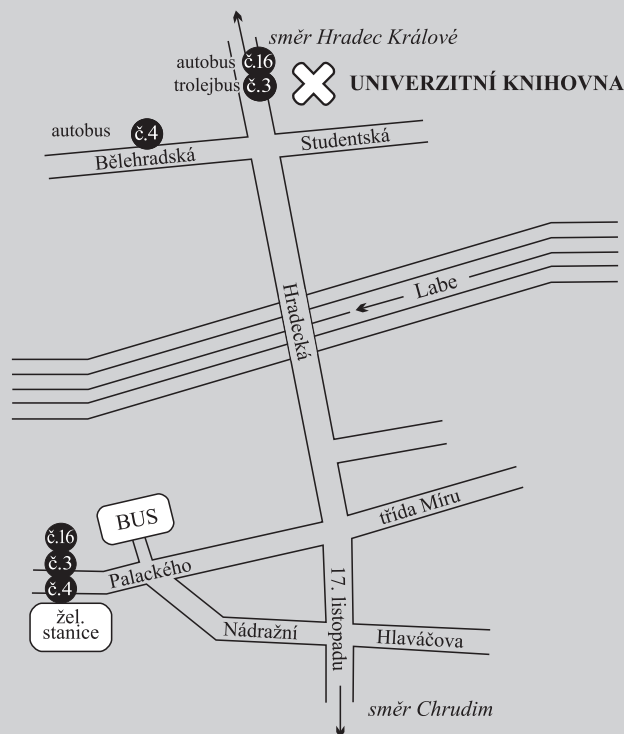 směr Hradec Králové
autobus č.16
trolejbus č.3
UNIVERZITNÍ KNIHOVNA
autobus č.4
Bělehradská
Studentská
Labe
Hradecká
třída Míru
BUS
č.16
č.3
č.4
Palackého
žel.
stanice
17. listopadu
Nádražní
Hlaváčova
směr Chrudim